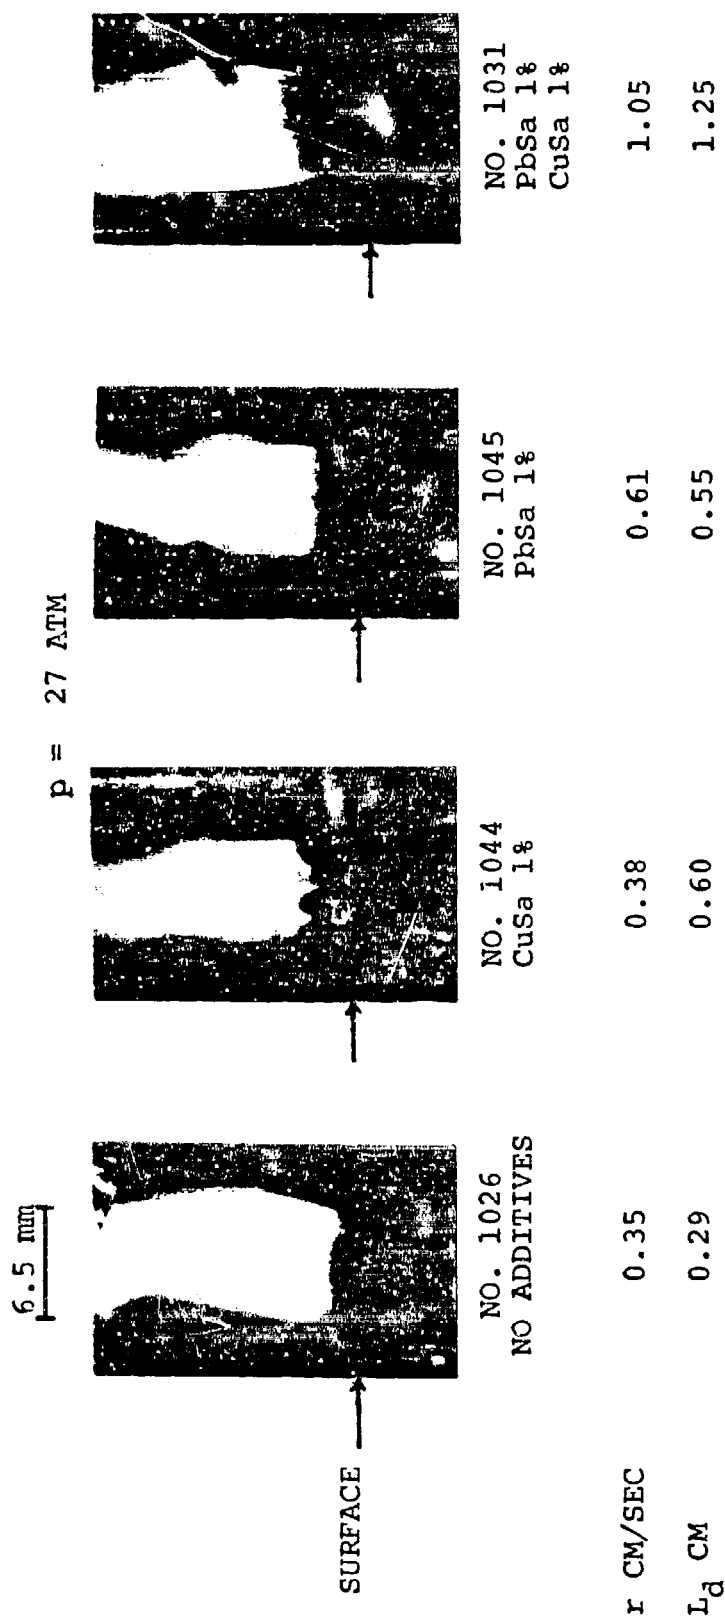 p = 27 ATM
6.5 mm
SURFACE
NO. 1026
NO ADDITIVES
NO. 1044
CuSa 1%
NO. 1045
PbSa 1%
NO. 1031
PbSa 1%
CuSa 1%
r CM/SEC 0.35 0.38 0.61 1.05
Ld CM 0.29 0.60 0.55 1.25